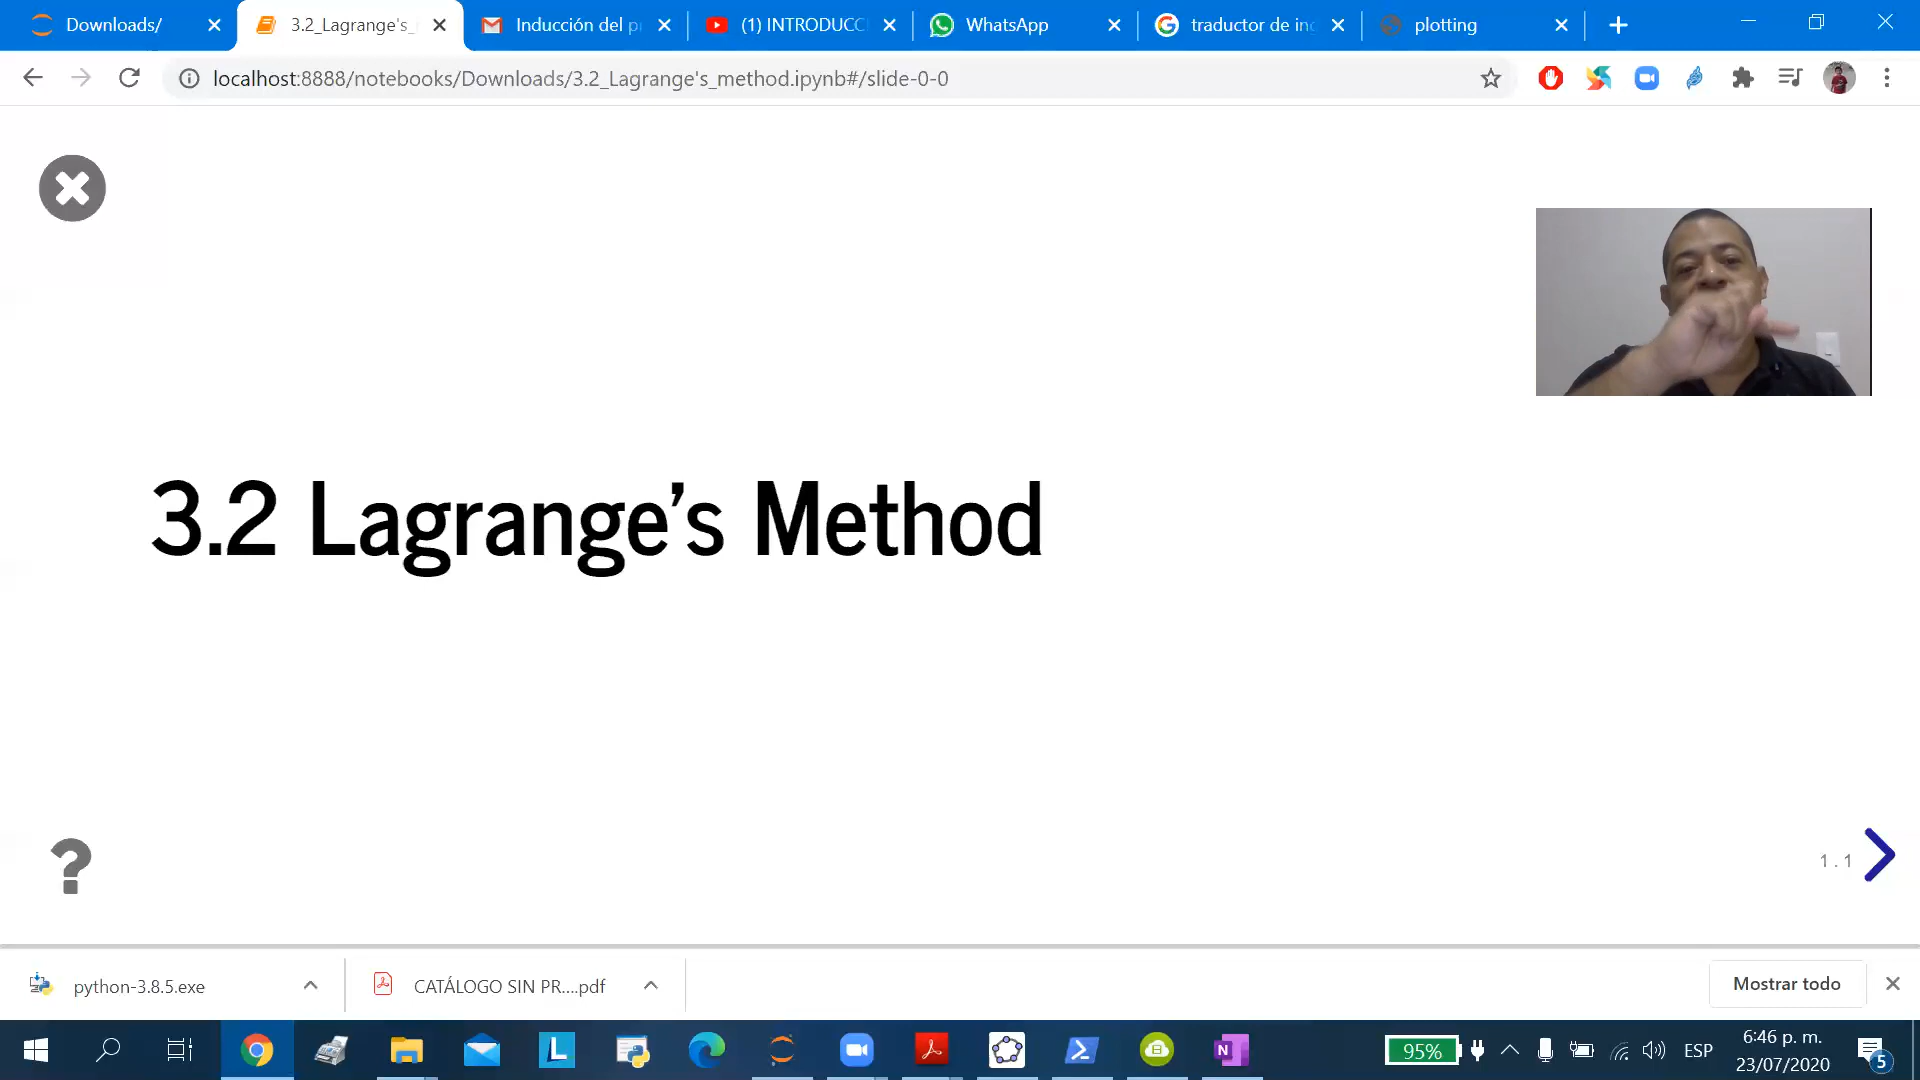 Downloads/
3.2_Lagrange's_
Inducción del p
(1) INTRODUCC
WhatsApp
traductor de in
plotting
localhost:8888/notebooks/Downloads/3.2_Lagrange's_method.ipynb#/slide-0-0
3.2 Lagrange’s Method
1 . 1
python-3.8.5.exe
CATÁLOGO SIN PR....pdf
Mostrar todo
95%
ESP
6:46 p. m.
23/07/2020
5